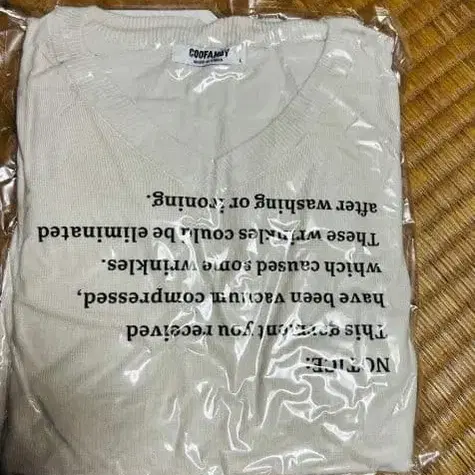 COOFANDY
L
NOTICE:
This garment you received
have been vacuum compressed,
which caused some wrinkles.
These wrinkles could be eliminated
after washing or ironing.